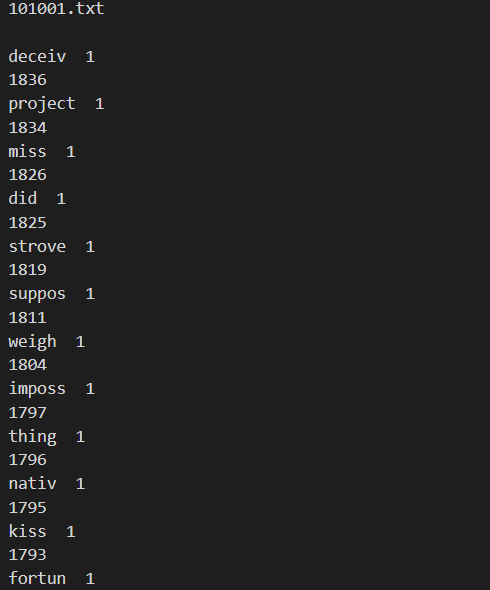 101001.txt
deceiv 1
1836
project 1
1834
miss 1
1826
did 1
1825
strove 1
1819
suppos 1
1811
weigh 1
1804
imposs 1
1797
thing 1
1796
nativ 1
1795
kiss 1
1793
fortun 1